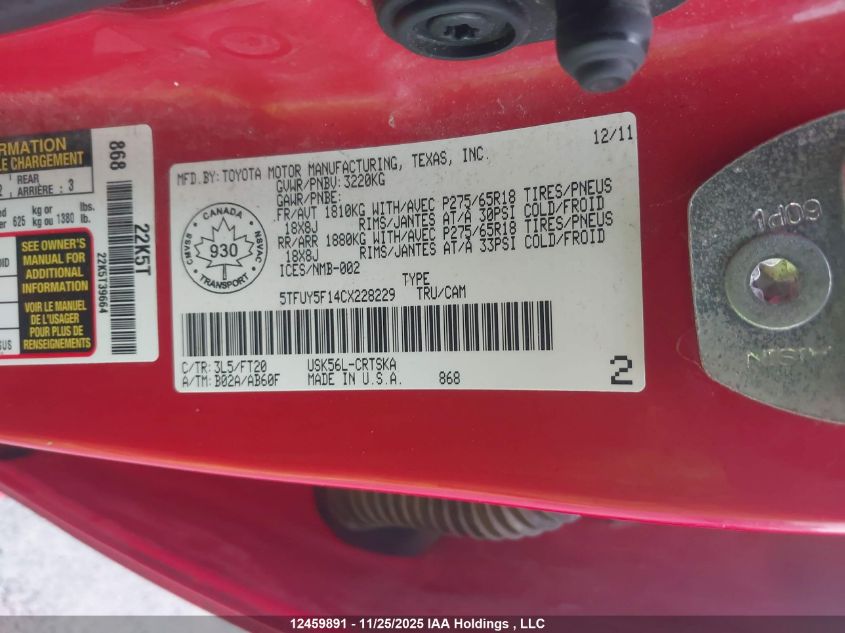 FORMATION
LE CHARGEMENT
868
REAR
2, ARRIÈRE : 3
kg or lbs.
625 kg ou 1380 lb.
SEE OWNER'S
MANUAL FOR
ADDITIONAL
INFORMATION
VOIR LE MANUEL
DE L'USAGER
POUR PLUS DE
RENSEIGNEMENTS
22K5T
22K5T39664
12/11
MFD.BY:TOYOTA MOTOR MANUFACTURING, TEXAS, INC.
GVWR/PNBV:3220KG
GAWR/PNBE:
FR/AVT 1810KG WITH/AVEC P275/65R18 TIRES/PNEUS
18X8J RIMS/JANTES AT/A 30PSI COLD/FROID
RR/ARR 1880KG WITH/AVEC P275/65R18 TIRES/PNEUS
18X8J RIMS/JANTES AT/A 33PSI COLD/FROID
ICES/NMB-002
CANADA
CMVSS
NSVAC
930
TRANSPORT
TYPE
5TFUY5F14CX228229 TRU/CAM
C/TR:3L5/FT20 USK56L-CRTSKA
A/TM:B02A/AB60F MADE IN U.S.A. 868
2
60P1
AISIN
12459891 - 11/25/2025 IAA Holdings , LLC